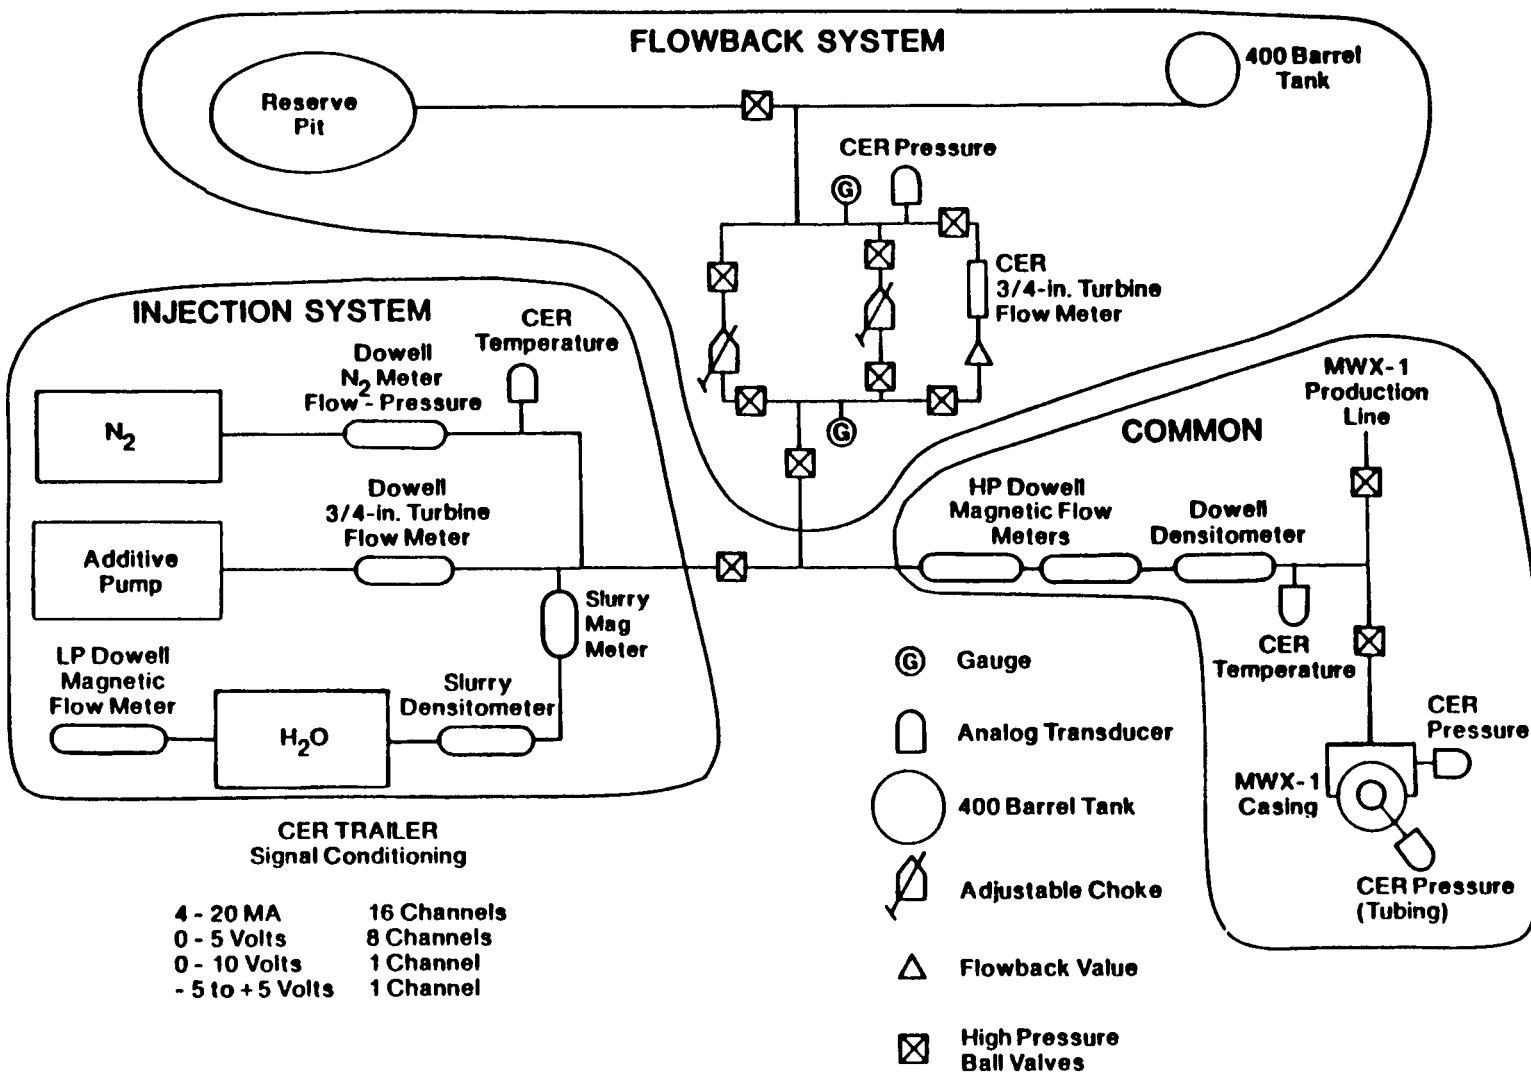 FLOWBACK SYSTEM
400 Barrel
Tank
Reserve
Pit
CER Pressure
G
CER
3/4-in. Turbine
Flow Meter
G
INJECTION SYSTEM
CER
Temperature
Dowell
N2 Meter
Flow - Pressure
N2
Dowell
3/4-in. Turbine
Flow Meter
Additive
Pump
Slurry
Mag
Meter
LP Dowell
Magnetic
Flow Meter
Slurry
Densitometer
H2O
MWX-1
Production
Line
COMMON
HP Dowell
Magnetic Flow
Meters
Dowell
Densitometer
CER
Temperature
CER
Pressure
MWX-1
Casing
CER Pressure
(Tubing)
G Gauge
Analog Transducer
400 Barrel Tank
Adjustable Choke
Flowback Value
High Pressure
Ball Valves
CER TRAILER
Signal Conditioning
4 - 20 MA 16 Channels
0 - 5 Volts 8 Channels
0 - 10 Volts 1 Channel
- 5 to + 5 Volts 1 Channel